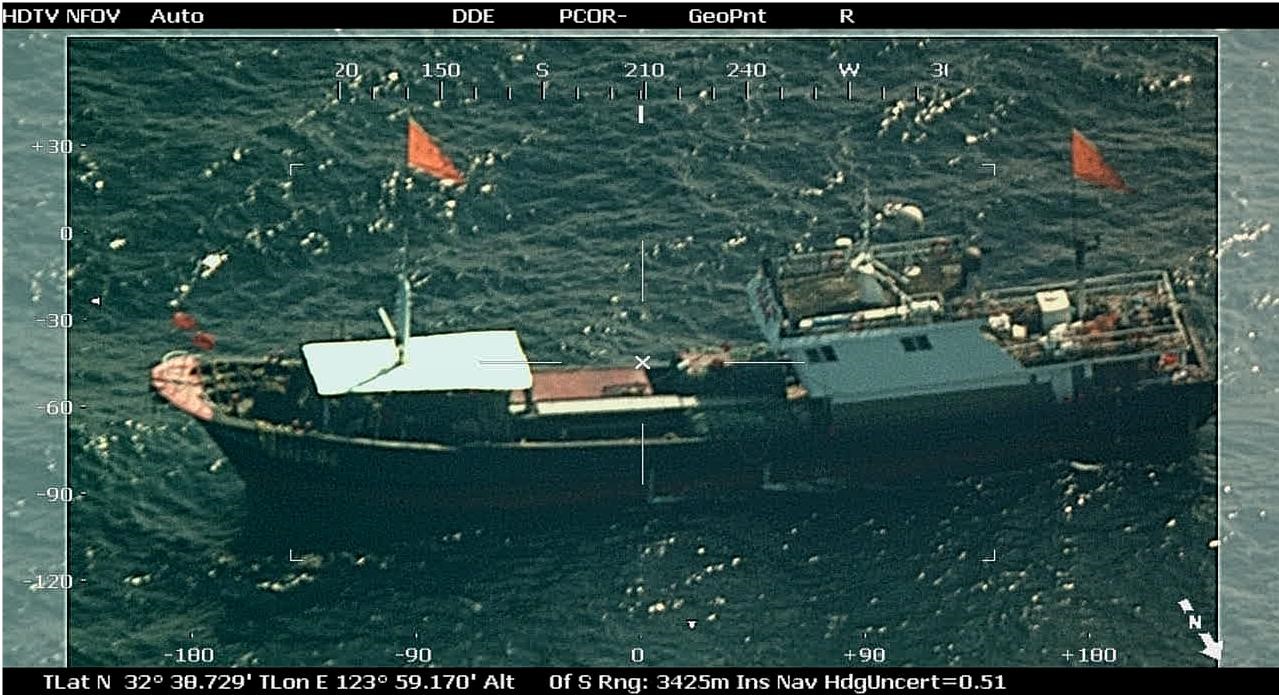 HDTV NFOV Auto DDE PCOR- GeoPnt R
20 150 S 210 240 W
+30
0
-30
-60
-90
-120
N
-180 -90 0 +90 +180
TLat N 32° 38.729' TLon E 123° 59.170' Alt 0f S Rng: 3425m Ins Nav HdgUncert=0.51